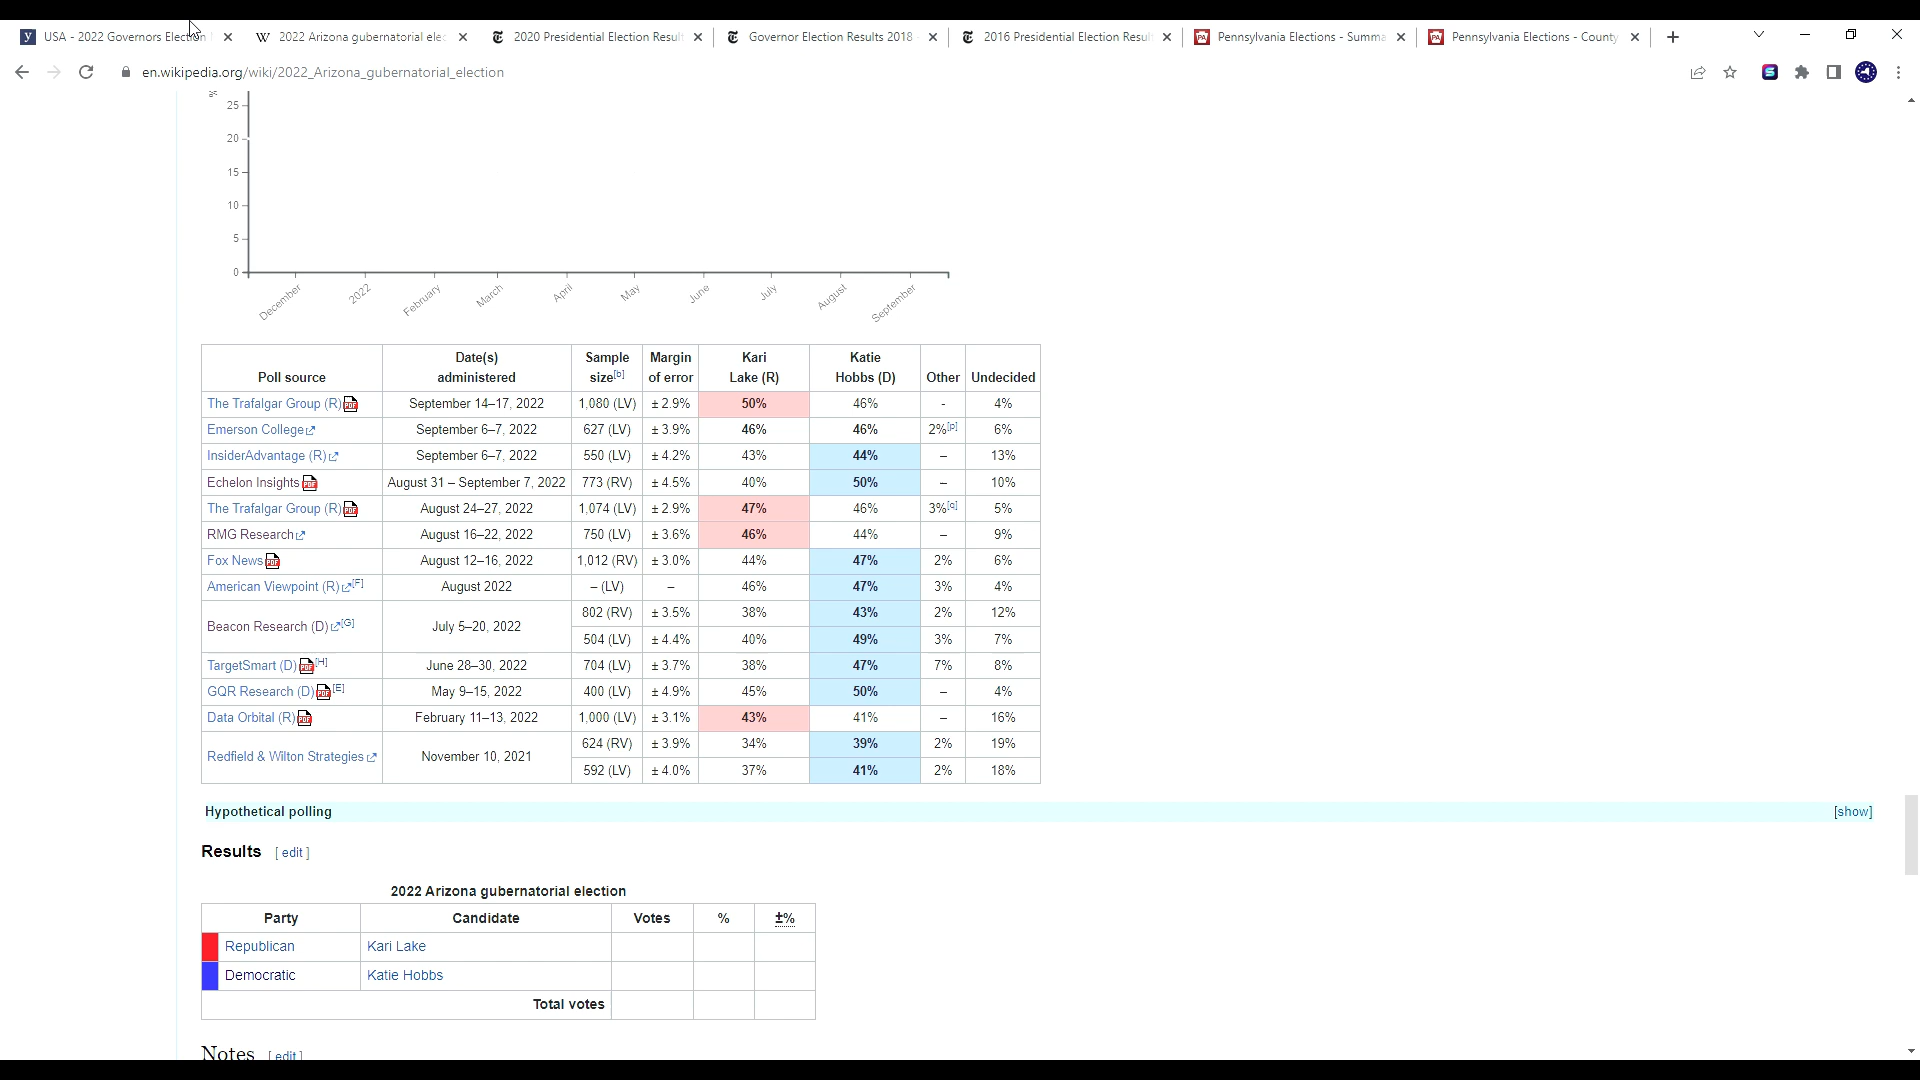 USA - 2022 Governors Election
2022 Arizona gubernatorial elec
2020 Presidential Election Result
Governor Election Results 2018
2016 Presidential Election Result
Pennsylvania Elections - Summa
Pennsylvania Elections - County
en.wikipedia.org/wiki/2022_Arizona_gubernatorial_election
25
20
15
10
5
0
December 2022 February March April May June July August September
Poll source Date(s) administered Sample size[b] Margin of error Kari Lake (R) Katie Hobbs (D) Other Undecided
The Trafalgar Group (R) September 14–17, 2022 1,080 (LV) ± 2.9% 50% 46% - 4%
Emerson College September 6–7, 2022 627 (LV) ± 3.9% 46% 46% 2%[p] 6%
InsiderAdvantage (R) September 6–7, 2022 550 (LV) ± 4.2% 43% 44% – 13%
Echelon Insights August 31 – September 7, 2022 773 (RV) ± 4.5% 40% 50% – 10%
The Trafalgar Group (R) August 24–27, 2022 1,074 (LV) ± 2.9% 47% 46% 3%[q] 5%
RMG Research August 16–22, 2022 750 (LV) ± 3.6% 46% 44% – 9%
Fox News August 12–16, 2022 1,012 (RV) ± 3.0% 44% 47% 2% 6%
American Viewpoint (R)[F] August 2022 – (LV) – 46% 47% 3% 4%
Beacon Research (D)[G] July 5–20, 2022 802 (RV) ± 3.5% 38% 43% 2% 12%
504 (LV) ± 4.4% 40% 49% 3% 7%
TargetSmart (D)[H] June 28–30, 2022 704 (LV) ± 3.7% 38% 47% 7% 8%
GQR Research (D)[E] May 9–15, 2022 400 (LV) ± 4.9% 45% 50% – 4%
Data Orbital (R) February 11–13, 2022 1,000 (LV) ± 3.1% 43% 41% – 16%
Redfield & Wilton Strategies November 10, 2021 624 (RV) ± 3.9% 34% 39% 2% 19%
592 (LV) ± 4.0% 37% 41% 2% 18%
Hypothetical polling [show]
Results [ edit ]
2022 Arizona gubernatorial election
Party Candidate Votes % ±%
Republican Kari Lake
Democratic Katie Hobbs
Total votes
Notes [ edit ]